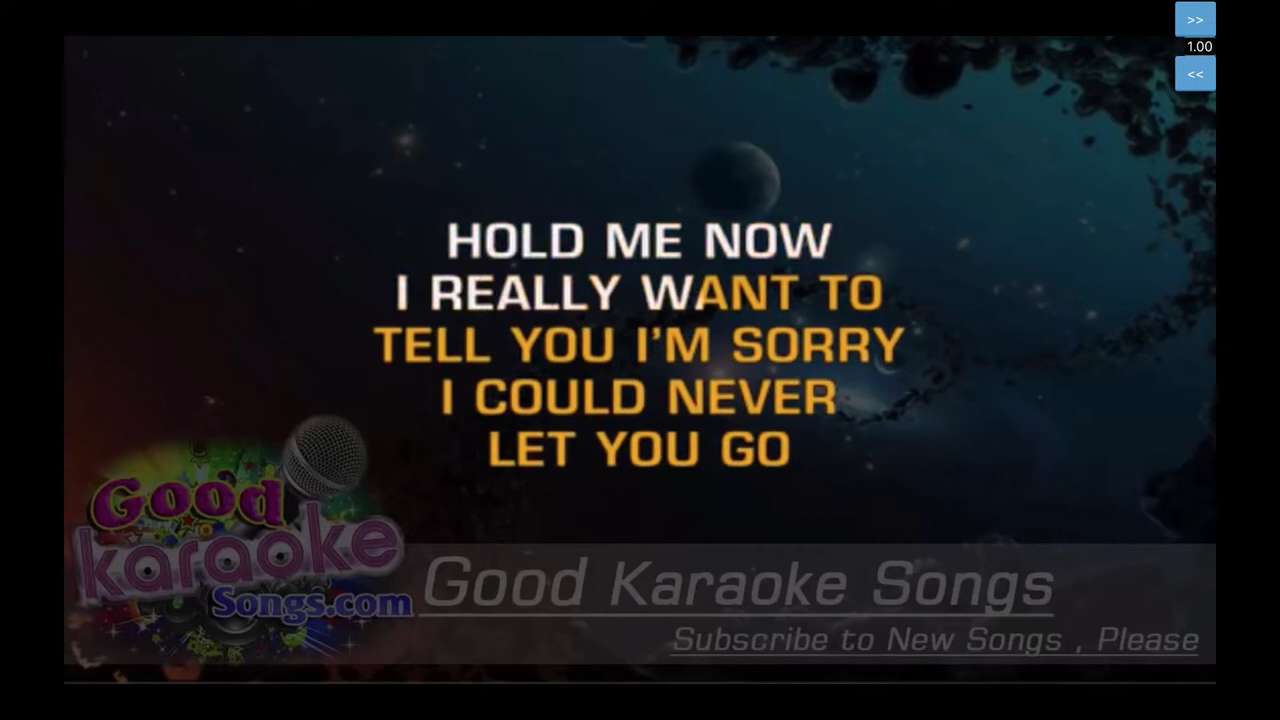 >>
1.00
<<
HOLD ME NOW
I REALLY WANT TO
TELL YOU I'M SORRY
I COULD NEVER
LET YOU GO
Good
karaoke
Songs.com
Good Karaoke Songs
Subscribe to New Songs , Please